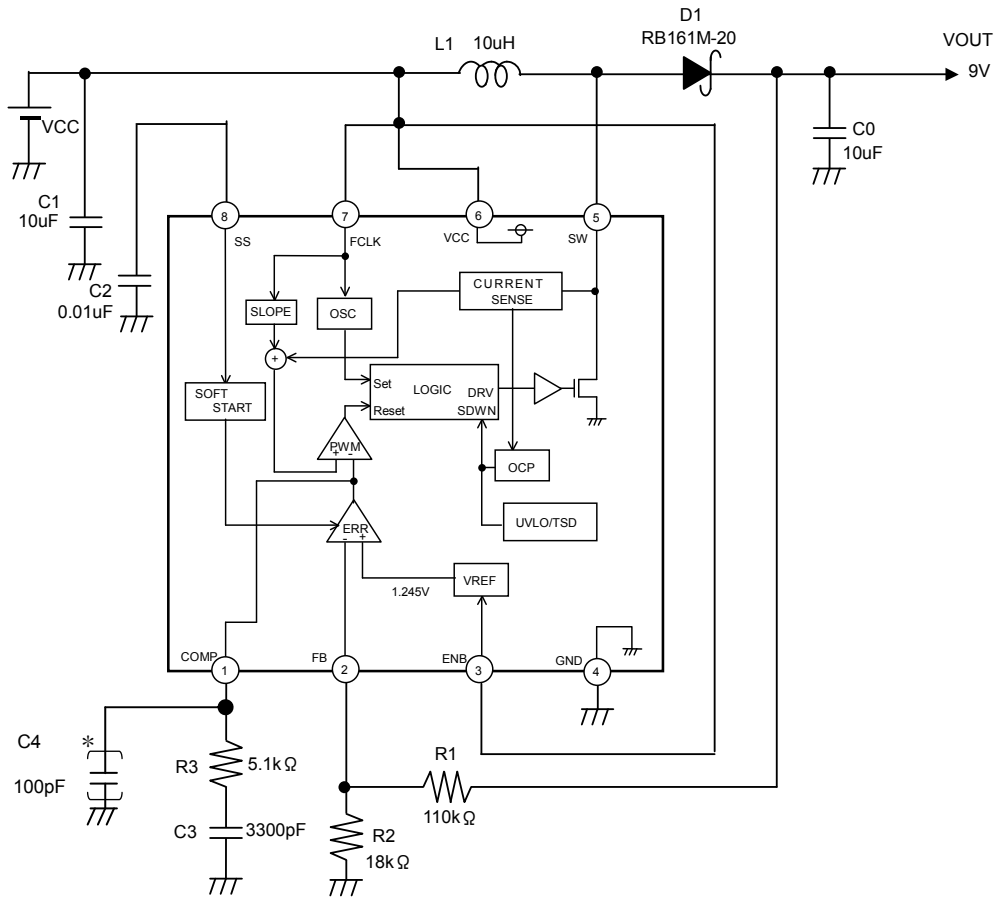 D1
RB161M-20
L1 10uH
VOUT
9V
VCC
C0
10uF
C1
10uF
C2
0.01uF
8
7
6
5
SS
FCLK
VCC
SW
CURRENT
SENSE
SLOPE
OSC
+
Set
LOGIC
DRV
Reset
SDWN
SOFT
START
PWM
+ -
OCP
ERR
- +
UVLO/TSD
VREF
1.245V
COMP
FB
ENB
GND
1
2
3
4
C4
*
100pF
R3
5.1kΩ
R1
110kΩ
C3
3300pF
R2
18kΩ